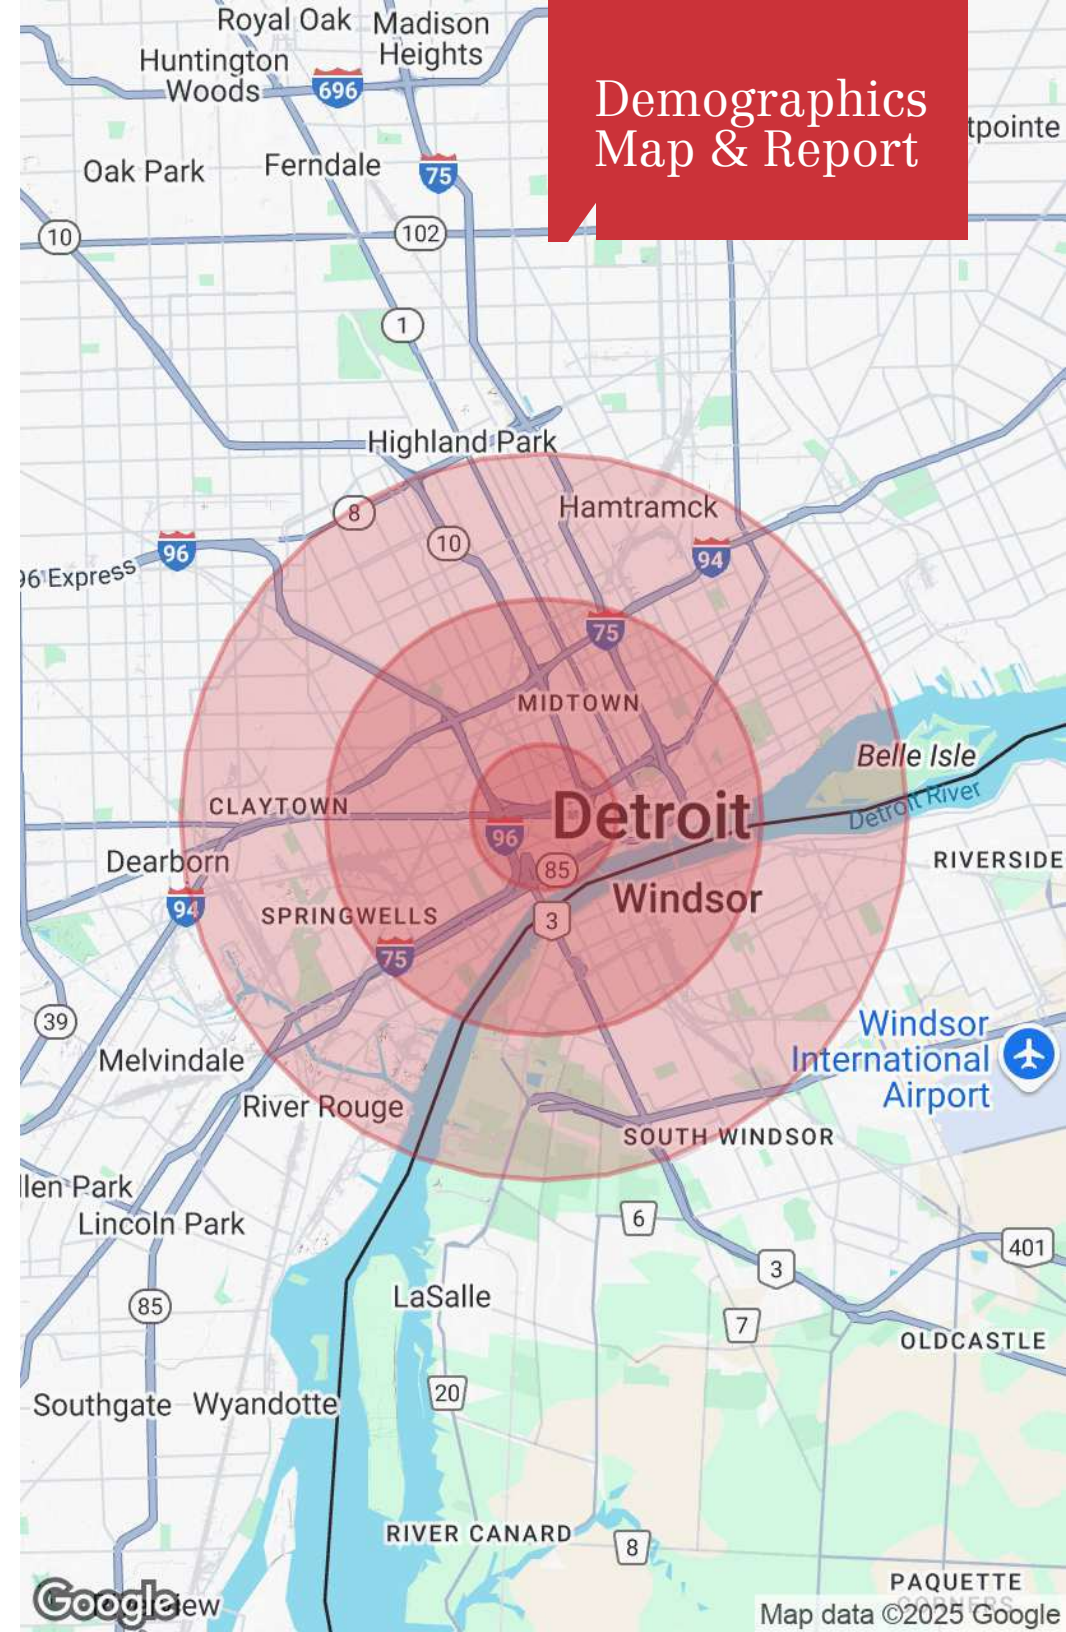 Royal Oak
Madison
Heights
Huntington
Woods
696
Demographics
Map & Report
tpointe
Oak Park
Ferndale
75
10
102
1
Highland Park
8
Hamtramck
10
96
94
96 Express
75
MIDTOWN
Belle Isle
CLAYTOWN
Detroit
Detroit River
96
85
Dearborn
RIVERSIDE
94
Windsor
SPRINGWELLS
3
75
39
Windsor
International
Airport
Melvindale
River Rouge
SOUTH WINDSOR
llen Park
Lincoln Park
6
401
3
LaSalle
85
7
OLDCASTLE
20
Southgate
Wyandotte
RIVER CANARD
8
PAQUETTE
CORNERS
Google
Map data ©2025 Google